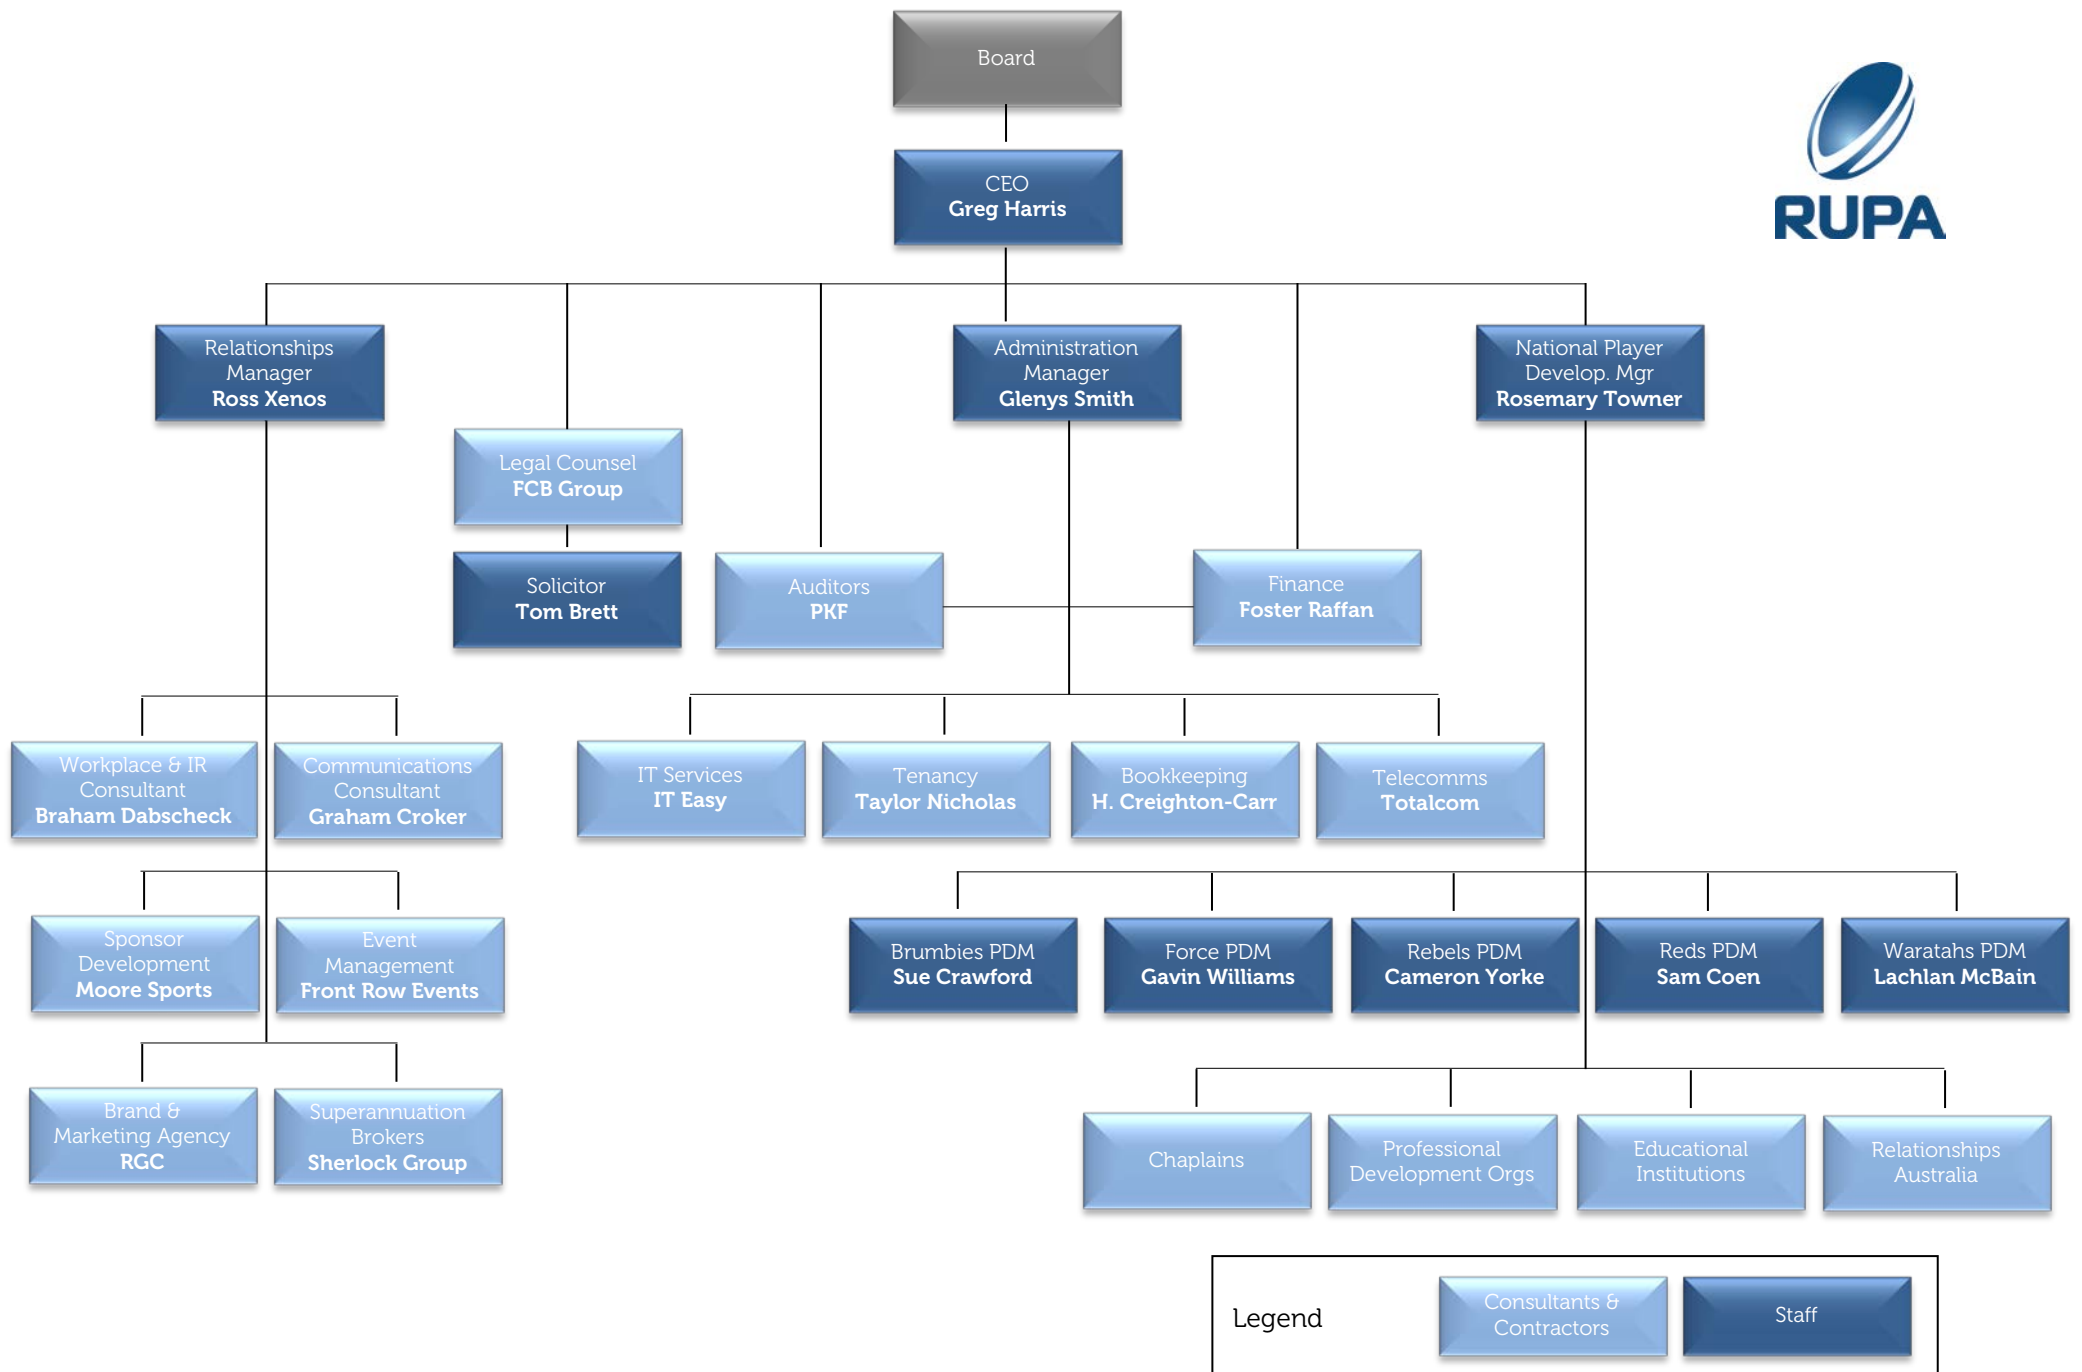 Board
RUPA
CEO
Greg Harris
Relationships
Manager
Ross Xenos
Administration
Manager
Glenys Smith
National Player
Develop. Mgr
Rosemary Towner
Legal Counsel
FCB Group
Solicitor
Tom Brett
Auditors
PKF
Finance
Foster Raffan
Workplace & IR
Consultant
Braham Dabscheck
Communications
Consultant
Graham Croker
IT Services
IT Easy
Tenancy
Taylor Nicholas
Bookkeeping
H. Creighton-Carr
Telecomms
Totalcom
Sponsor
Development
Moore Sports
Event
Management
Front Row Events
Brumbies PDM
Sue Crawford
Force PDM
Gavin Williams
Rebels PDM
Cameron Yorke
Reds PDM
Sam Coen
Waratahs PDM
Lachlan McBain
Brand &
Marketing Agency
RGC
Superannuation
Brokers
Sherlock Group
Chaplains
Professional
Development Orgs
Educational
Institutions
Relationships
Australia
Legend
Consultants &
Contractors
Staff